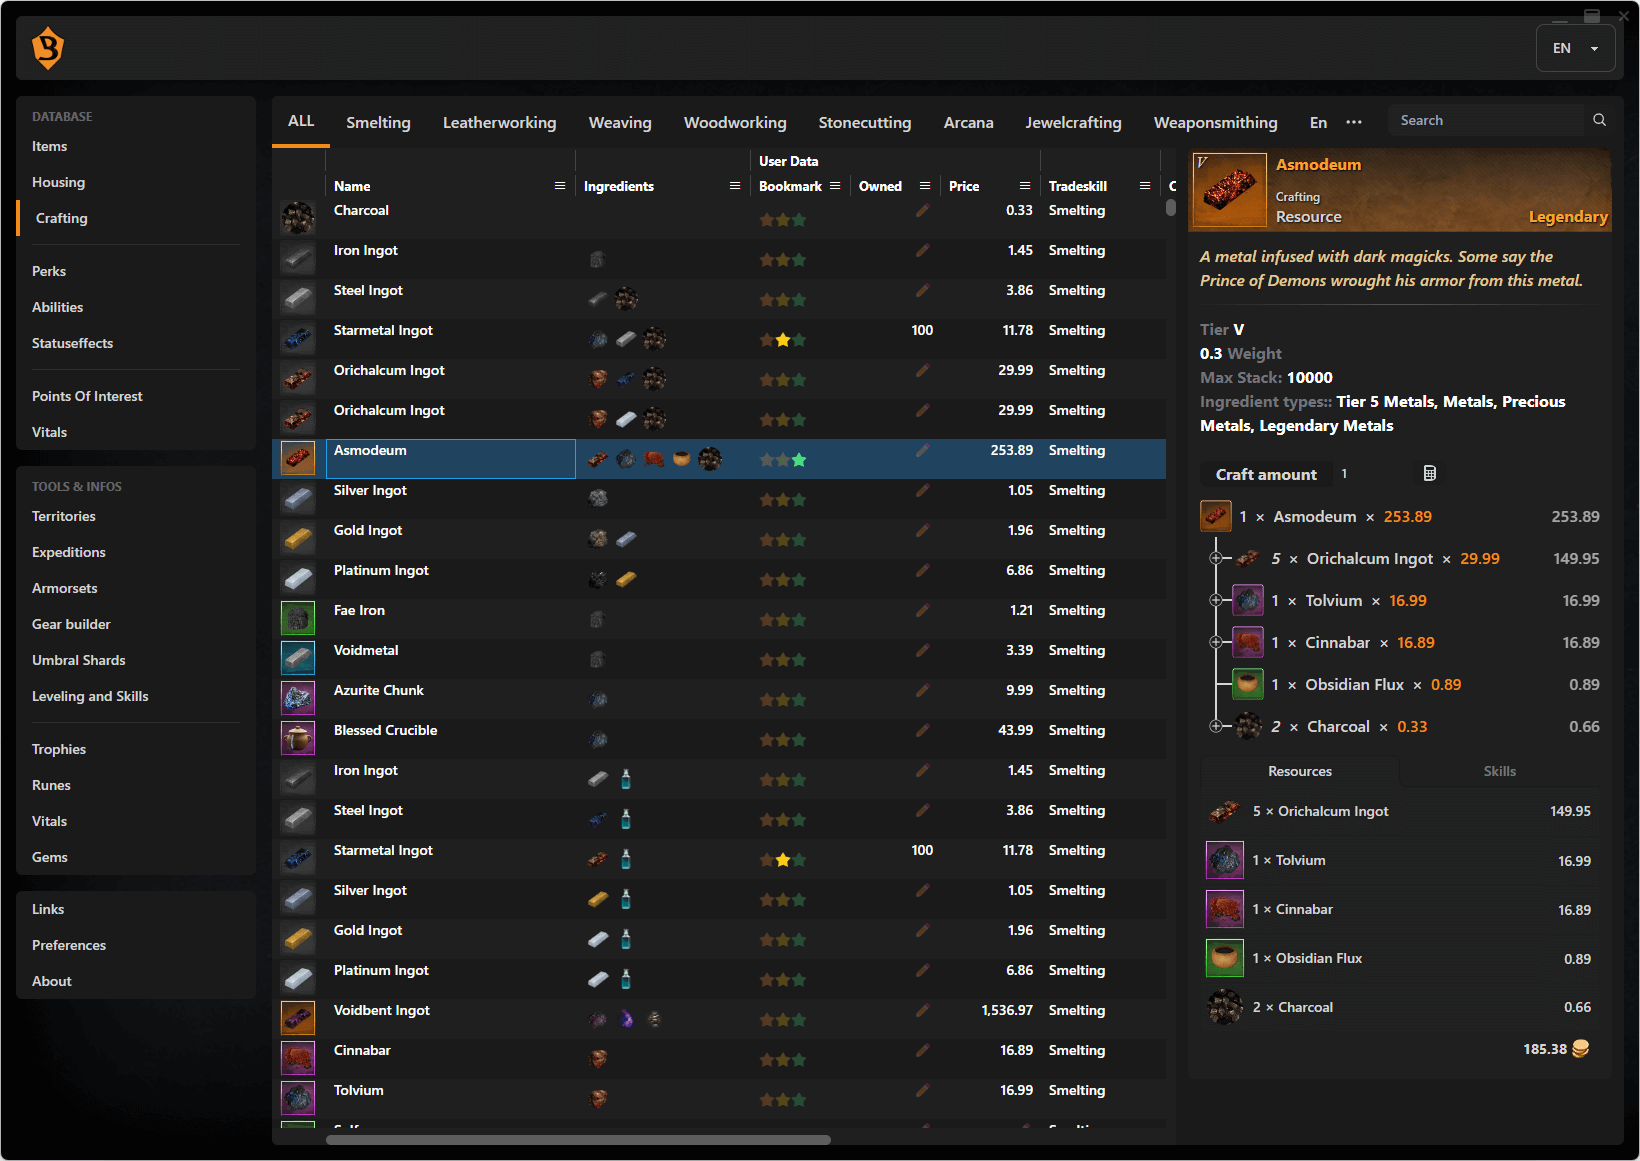 EN
DATABASE
Items
Housing
Crafting
Perks
Abilities
Statuseffects
Points Of Interest
Vitals
TOOLS & INFOS
Territories
Expeditions
Armorsets
Gear builder
Umbral Shards
Leveling and Skills
Trophies
Runes
Vitals
Gems
Links
Preferences
About
ALL Smelting Leatherworking Weaving Woodworking Stonecutting Arcana Jewelcrafting Weaponsmithing En ···
Search
User Data
Name Ingredients Bookmark Owned Price Tradeskill C
Charcoal 0.33 Smelting
Iron Ingot 1.45 Smelting
Steel Ingot 3.86 Smelting
Starmetal Ingot 100 11.78 Smelting
Orichalcum Ingot 29.99 Smelting
Orichalcum Ingot 29.99 Smelting
Asmodeum 253.89 Smelting
Silver Ingot 1.05 Smelting
Gold Ingot 1.96 Smelting
Platinum Ingot 6.86 Smelting
Fae Iron 1.21 Smelting
Voidmetal 3.39 Smelting
Azurite Chunk 9.99 Smelting
Blessed Crucible 43.99 Smelting
Iron Ingot 1.45 Smelting
Steel Ingot 3.86 Smelting
Starmetal Ingot 100 11.78 Smelting
Silver Ingot 1.05 Smelting
Gold Ingot 1.96 Smelting
Platinum Ingot 6.86 Smelting
Voidbent Ingot 1,536.97 Smelting
Cinnabar 16.89 Smelting
Tolvium 16.99 Smelting
V
Asmodeum
Crafting
Resource Legendary
A metal infused with dark magicks. Some say the
Prince of Demons wrought his armor from this metal.
Tier V
0.3 Weight
Max Stack: 10000
Ingredient types:: Tier 5 Metals, Metals, Precious
Metals, Legendary Metals
Craft amount 1
1 × Asmodeum × 253.89 253.89
5 × Orichalcum Ingot × 29.99 149.95
1 × Tolvium × 16.99 16.99
1 × Cinnabar × 16.89 16.89
1 × Obsidian Flux × 0.89 0.89
2 × Charcoal × 0.33 0.66
Resources Skills
5 × Orichalcum Ingot 149.95
1 × Tolvium 16.99
1 × Cinnabar 16.89
1 × Obsidian Flux 0.89
2 × Charcoal 0.66
185.38